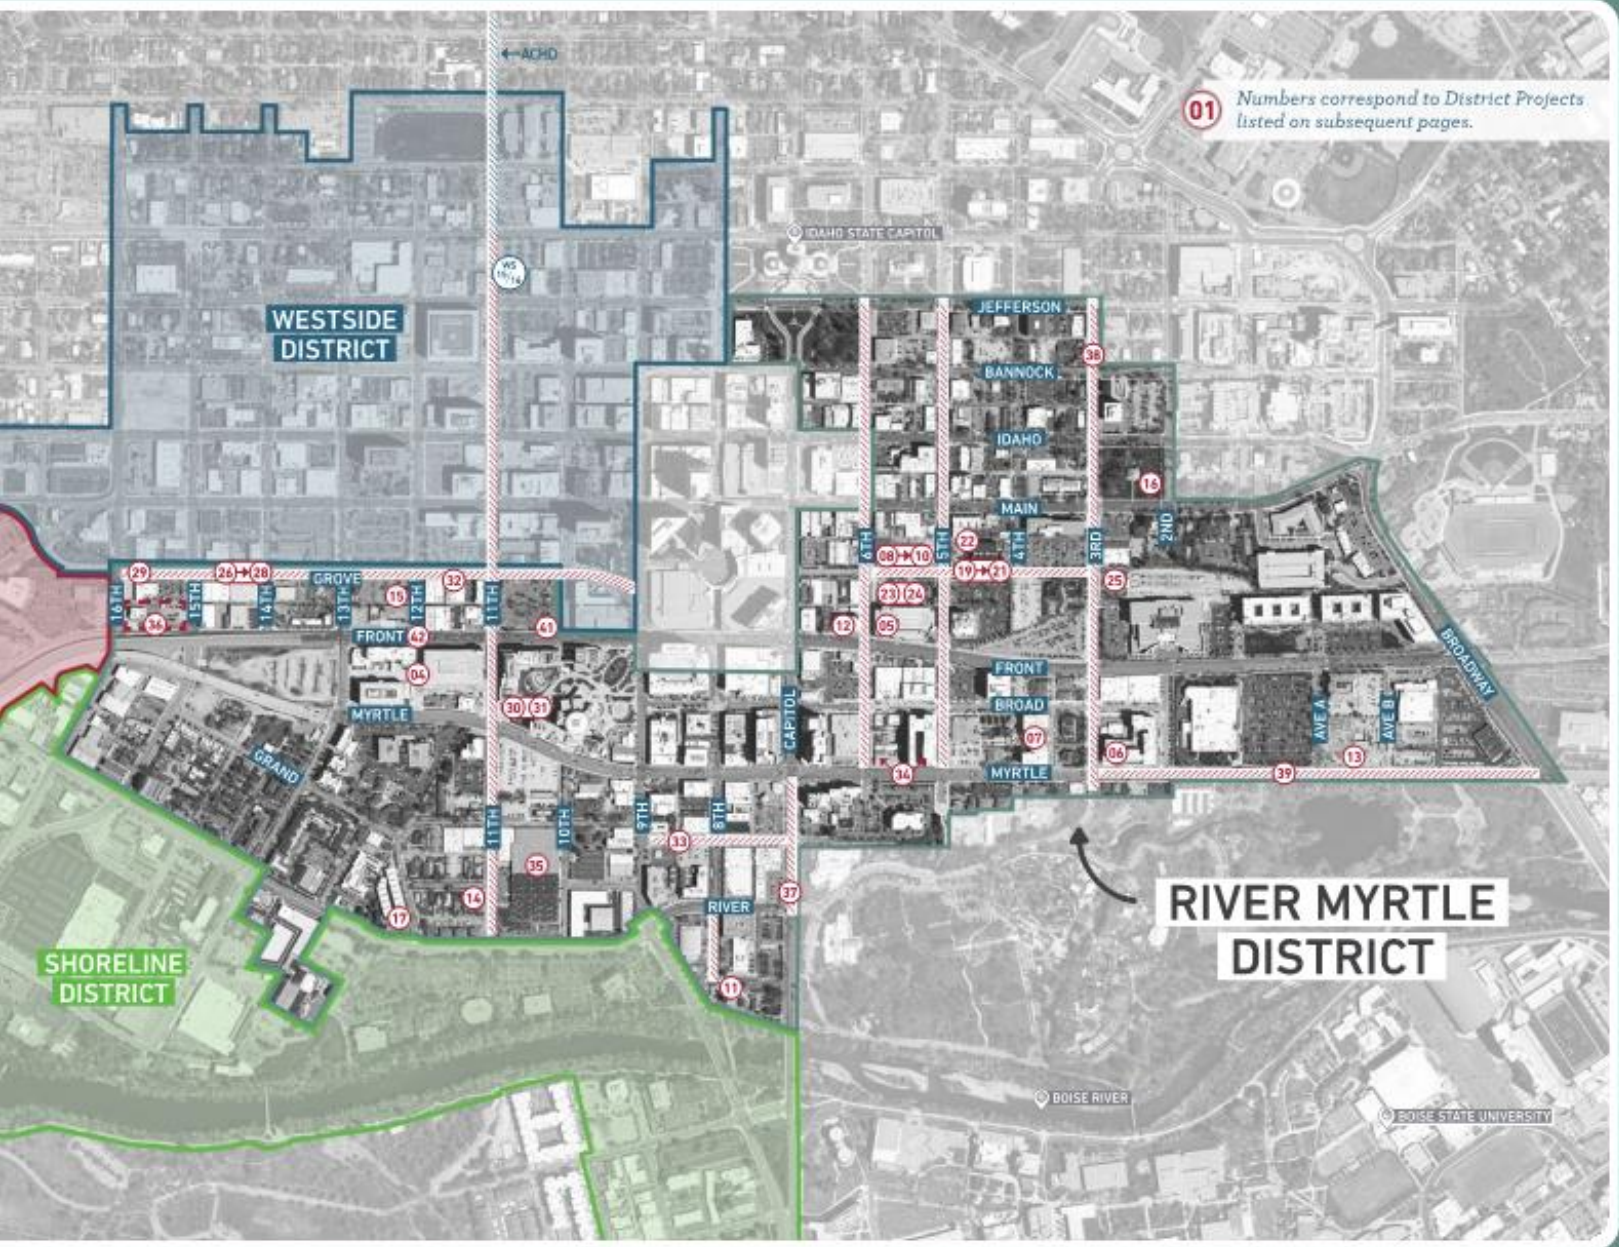 ←ACHD
01
Numbers correspond to District Projects
listed on subsequent pages.
IDAHO STATE CAPITOL
WS
WESTSIDE
DISTRICT
JEFFERSON
38
BANNOCK
IDAHO
16
MAIN
6TH
08→10
5TH
22
4TH
3RD
2ND
19→21
25
23
24
12
05
29
26→28
GROVE
32
15
16TH
15TH
14TH
13TH
12TH
11TH
36
FRONT
42
41
04
30
31
MYRTLE
GRAND
FRONT
BROAD
CAPITOL
07
06
AVE A
AVE B
BROADWAY
13
34
MYRTLE
39
11TH
10TH
9TH
8TH
33
35
14
17
37
RIVER
11
RIVER MYRTLE
DISTRICT
SHORELINE
DISTRICT
BOISE RIVER
BOISE STATE UNIVERSITY